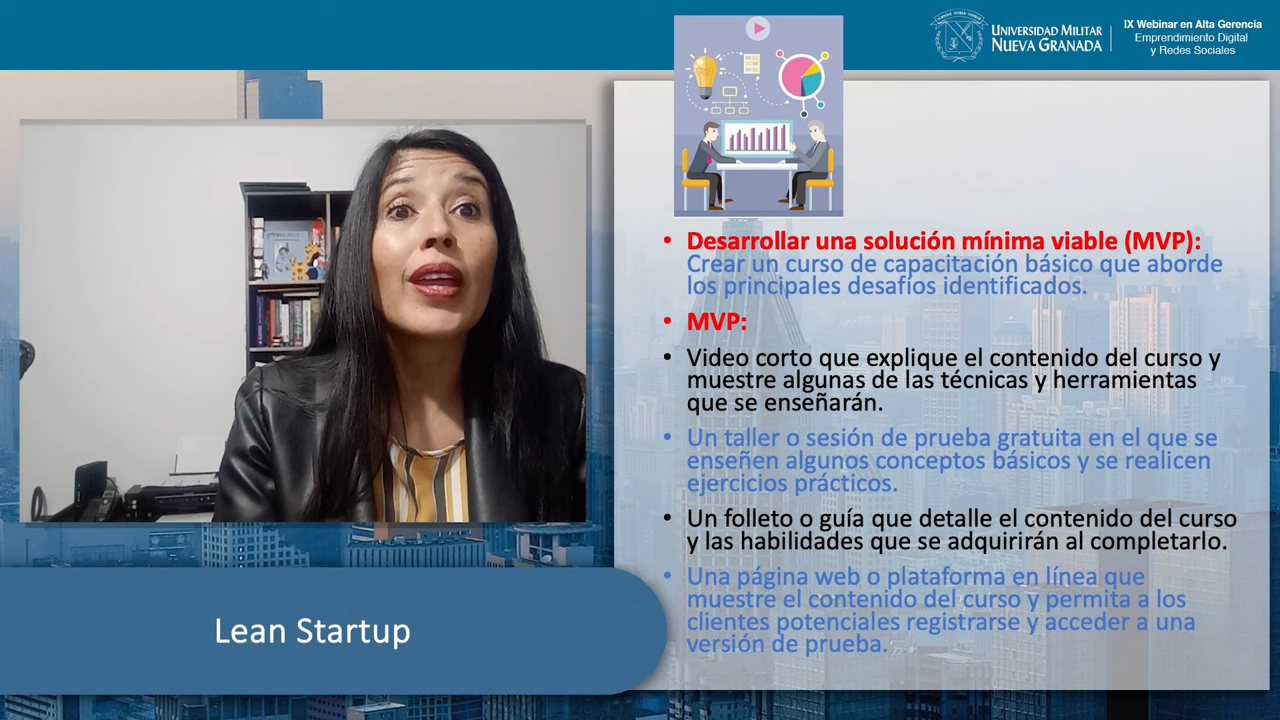 UNIVERSIDAD MILITAR
NUEVA GRANADA
IX Webinar en Alta Gerencia
Emprendimiento Digital
y Redes Sociales
• Desarrollar una solución mínima viable (MVP):
Crear un curso de capacitación básico que aborde
los principales desafíos identificados.
• MVP:
• Video corto que explique el contenido del curso y
muestre algunas de las técnicas y herramientas
que se enseñarán.
• Un taller o sesión de prueba gratuita en el que se
enseñen algunos conceptos básicos y se realicen
ejercicios prácticos.
• Un folleto o guía que detalle el contenido del curso
y las habilidades que se adquirirán al completarlo.
• Una página web o plataforma en línea que
muestre el contenido del curso y permita a los
clientes potenciales registrarse y acceder a una
versión de prueba.
Lean Startup